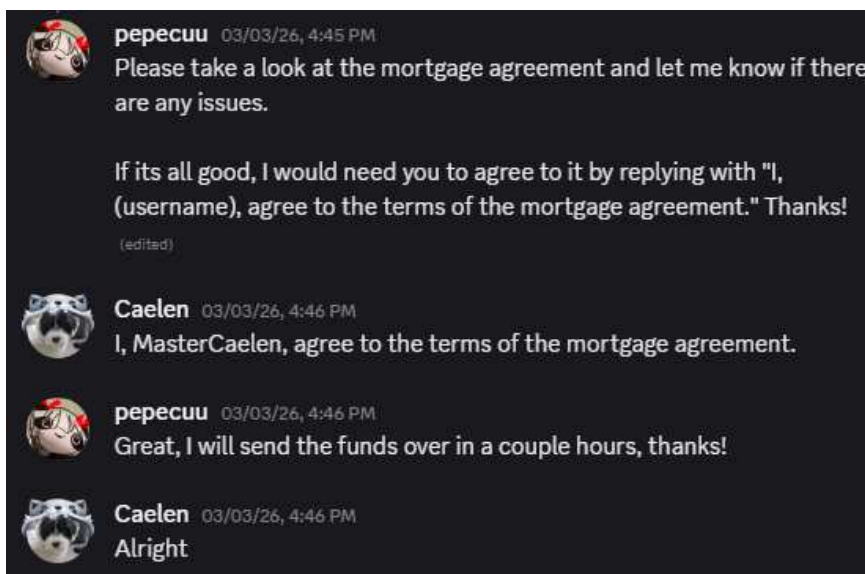 pepecuu 03/03/26, 4:45 PM
Please take a look at the mortgage agreement and let me know if there
are any issues.
If its all good, I would need you to agree to it by replying with "I,
(username), agree to the terms of the mortgage agreement." Thanks!
(edited)
Caelen 03/03/26, 4:46 PM
I, MasterCaelen, agree to the terms of the mortgage agreement.
pepecuu 03/03/26, 4:46 PM
Great, I will send the funds over in a couple hours, thanks!
Caelen 03/03/26, 4:46 PM
Alright